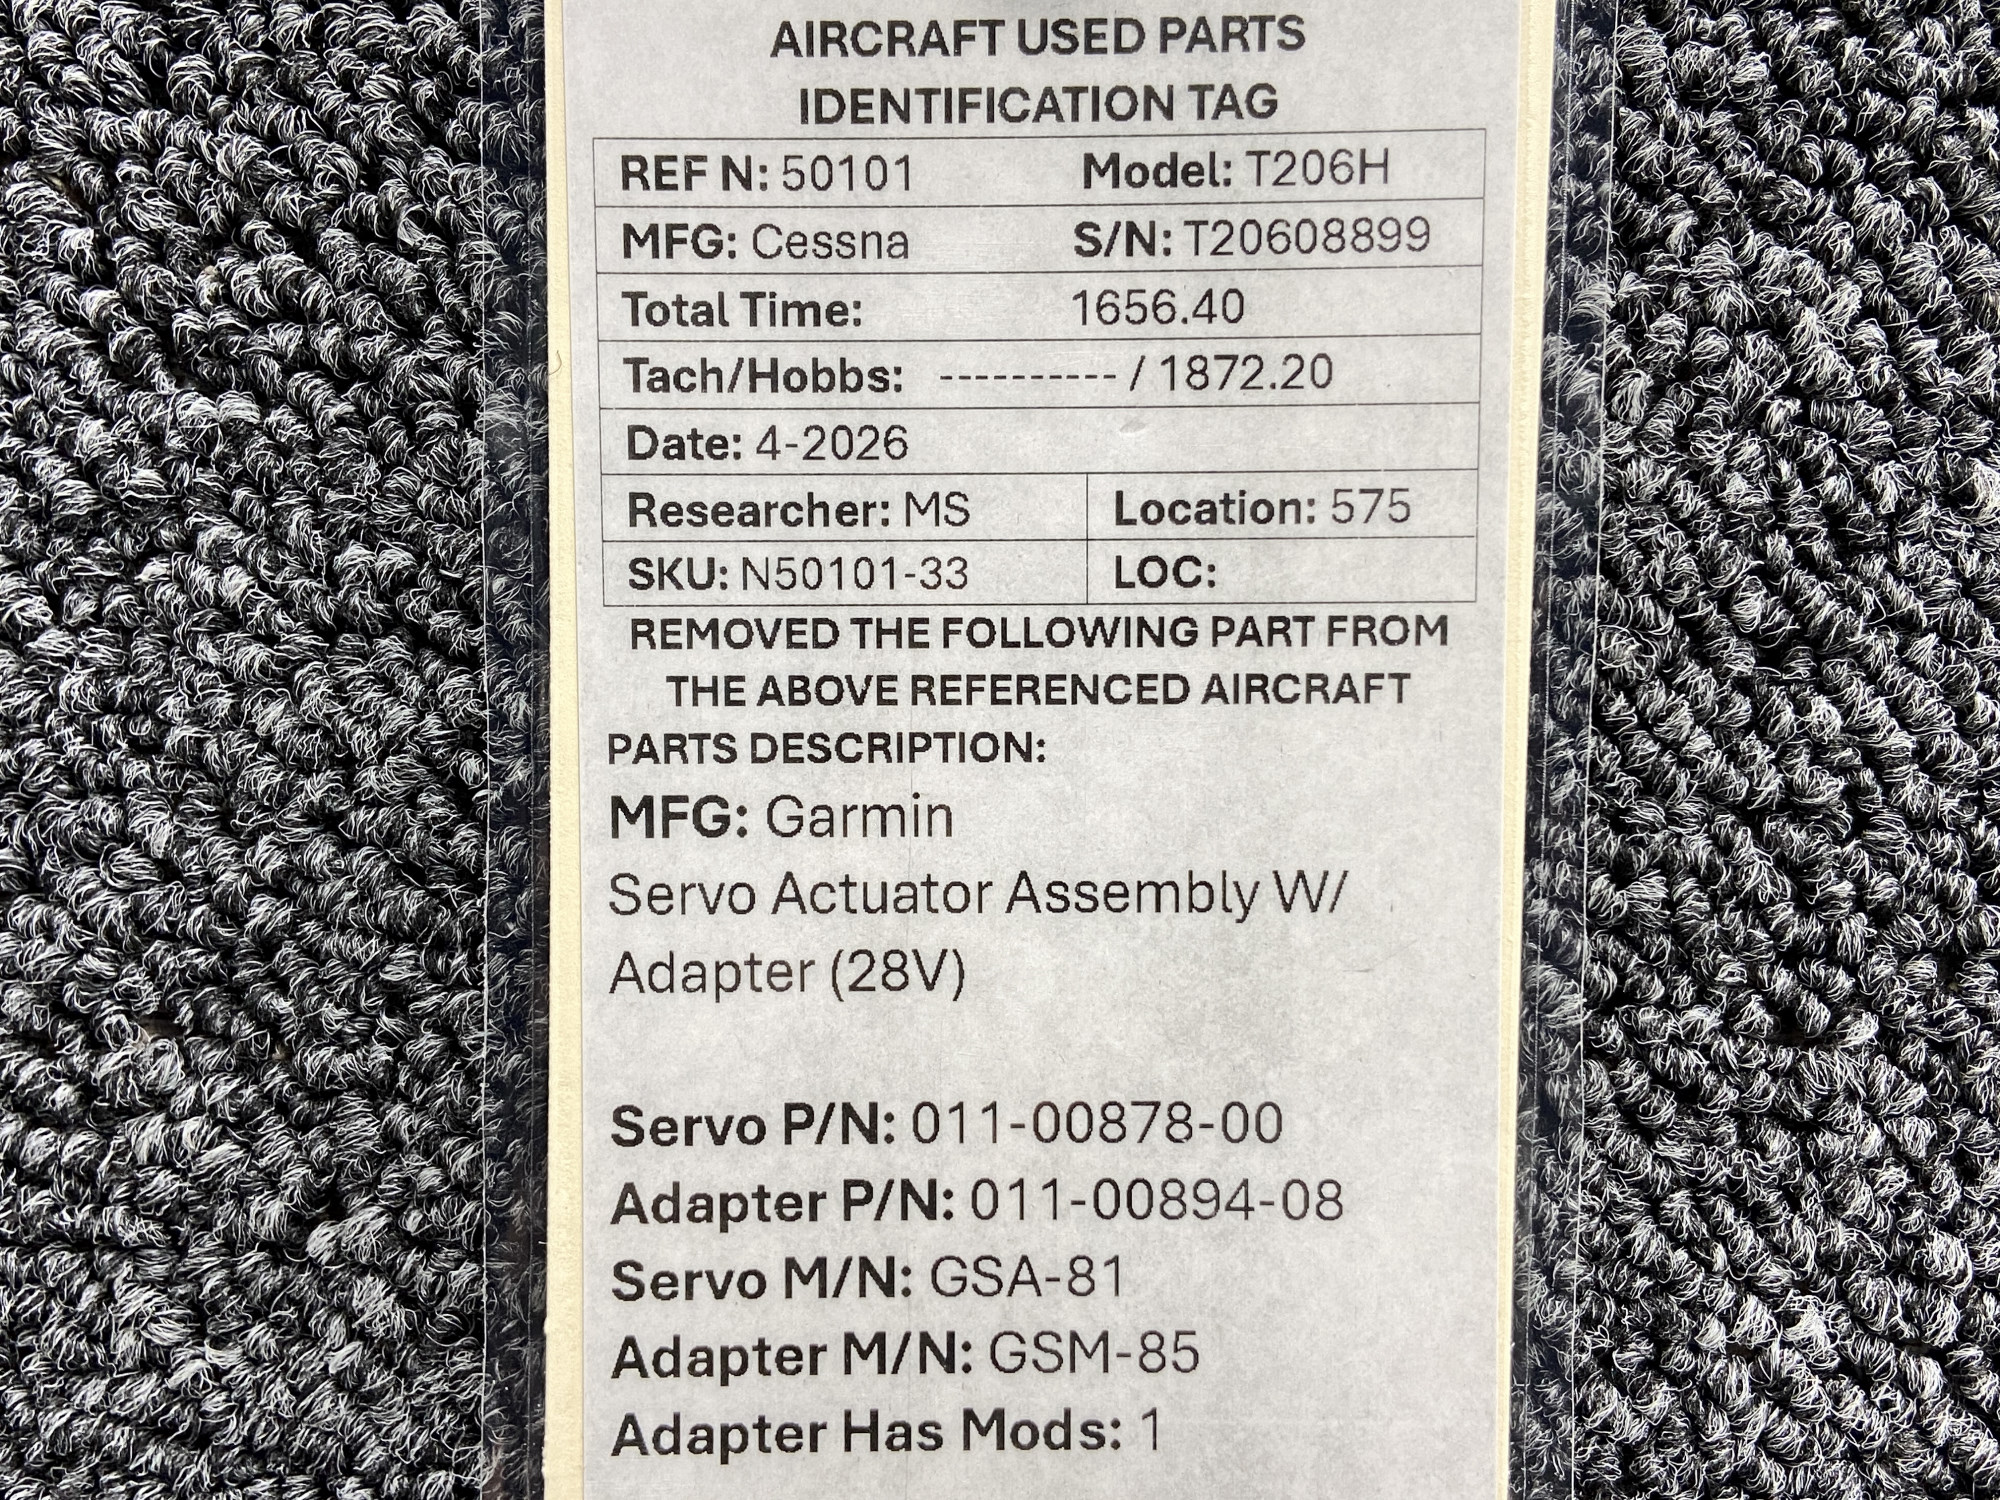 AIRCRAFT USED PARTS
IDENTIFICATION TAG
REF N: 50101 Model: T206H
MFG: Cessna S/N: T20608899
Total Time: 1656.40
Tach/Hobbs: ---------- / 1872.20
Date: 4-2026
Researcher: MS Location: 575
SKU: N50101-33 LOC:
REMOVED THE FOLLOWING PART FROM
THE ABOVE REFERENCED AIRCRAFT
PARTS DESCRIPTION:
MFG: Garmin
Servo Actuator Assembly W/
Adapter (28V)
Servo P/N: 011-00878-00
Adapter P/N: 011-00894-08
Servo M/N: GSA-81
Adapter M/N: GSM-85
Adapter Has Mods: 1